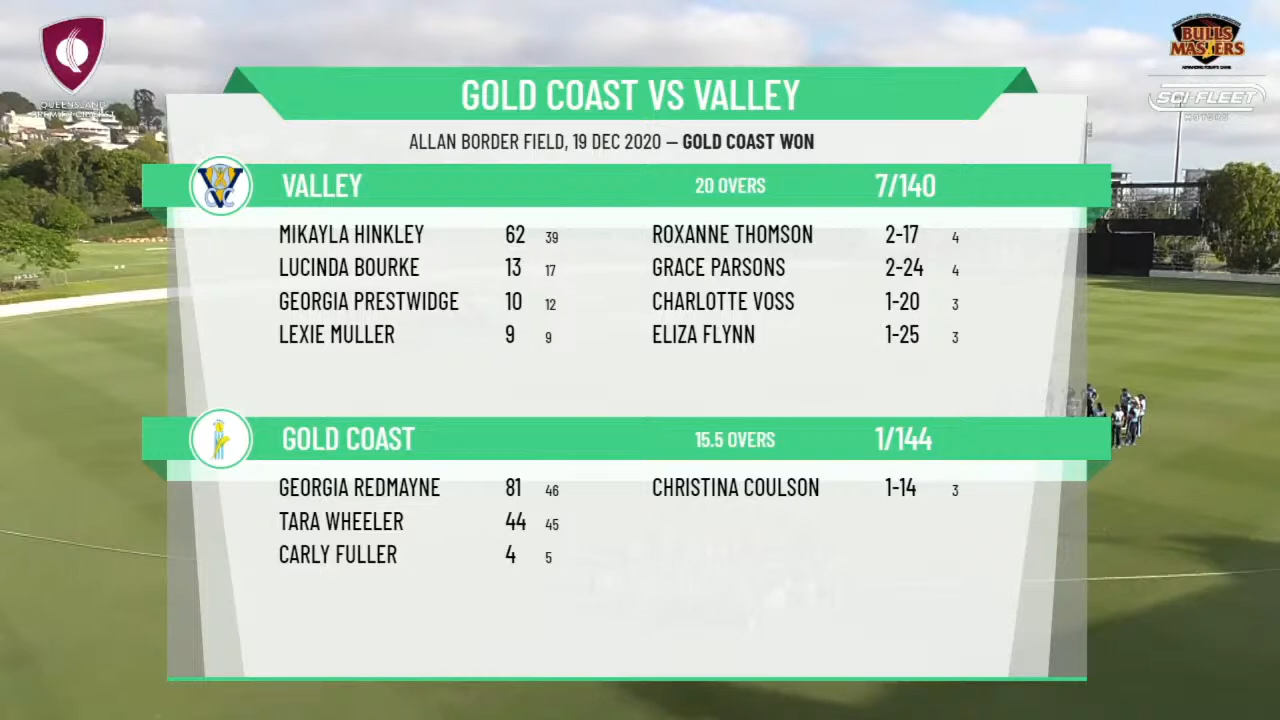 QUEENSLAND
PREMIER CRICKET
BULLS
MASTERS
SCI-FLEET
MOTORS
GOLD COAST VS VALLEY
ALLAN BORDER FIELD, 19 DEC 2020 – GOLD COAST WON
VALLEY 20 OVERS 7/140
MIKAYLA HINKLEY 62 39 ROXANNE THOMSON 2-17 4
LUCINDA BOURKE 13 17 GRACE PARSONS 2-24 4
GEORGIA PRESTWIDGE 10 12 CHARLOTTE VOSS 1-20 3
LEXIE MULLER 9 9 ELIZA FLYNN 1-25 3
GOLD COAST 15.5 OVERS 1/144
GEORGIA REDMAYNE 81 46 CHRISTINA COULSON 1-14 3
TARA WHEELER 44 45
CARLY FULLER 4 5